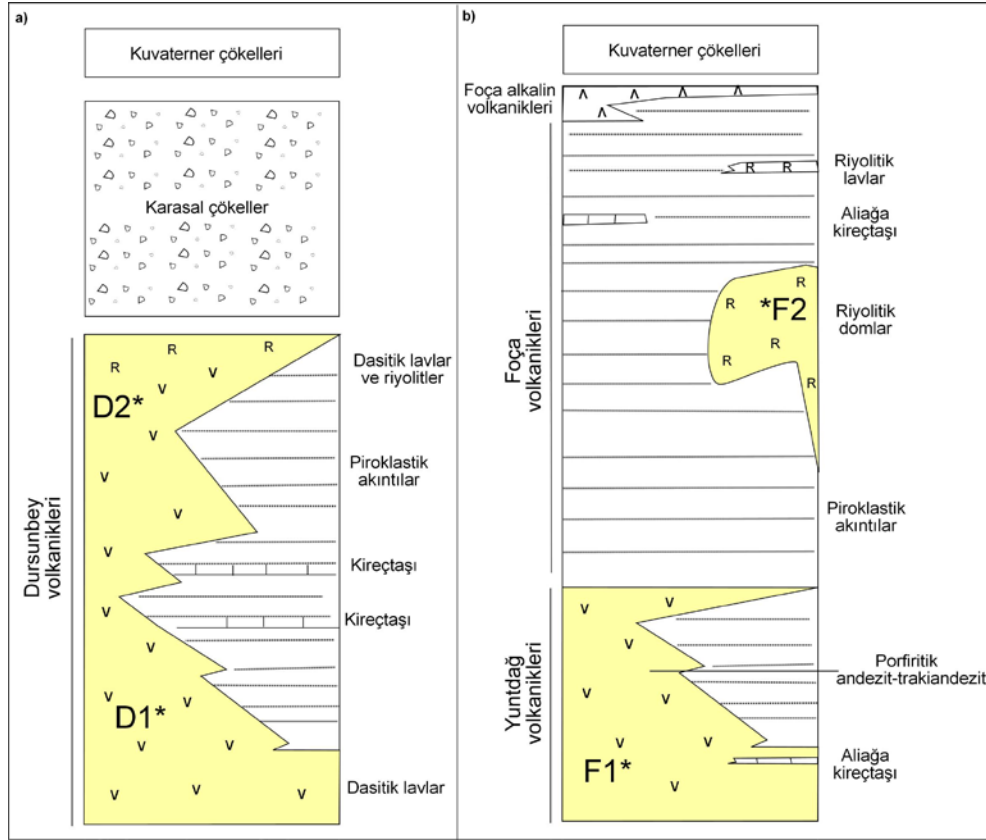 a)
Kuvaterner çökelleri
Karasal çökeller
Dursunbey
volkanikleri
R
R
R
V
V
D2*
V
V
V
V
V
V
V
D1*
V
V
V
V
V
V
V
Dasitik lavlar
ve riyolitler
Piroklastik
akıntılar
Kireçtaşı
Kireçtaşı
Dasitik lavlar
b)
Kuvaterner çökelleri
Foça alkalin
volkanikleri
Foça
volkanikleri
R
R
R
*F2
R
R
R
R
Riyolitik
lavlar
Aliağa
kireçtaşı
Riyolitik
domlar
Piroklastik
akıntılar
Yuntdağ
volkanikleri
V
V
V
V
V
V
V
F1*
V
Porfiritik
andezit-trakiandezit
Aliağa
kireçtaşı